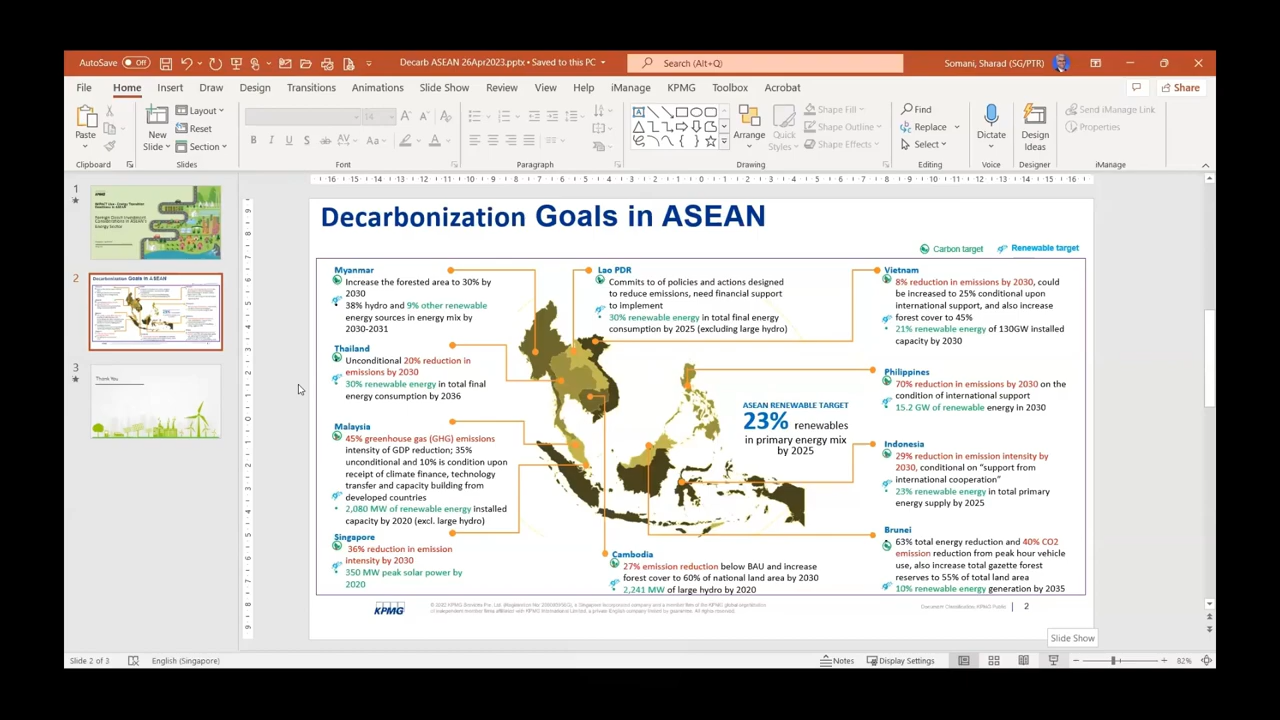 AutoSave Off
Decarb ASEAN 26Apr2023.pptx • Saved to this PC
Search (Alt+Q)
Somani, Sharad (SG/PTR)
File Home Insert Draw Design Transitions Animations Slide Show Review View Help iManage KPMG Toolbox Acrobat
Share
Paste
New
Slide
Layout
Reset
Section
14
Arrange
Quick
Styles
Shape Fill
Shape Outline
Shape Effects
Find
Replace
Select
Dictate
Design
Ideas
Send iManage Link
Properties
Clipboard Slides Font Paragraph Drawing Editing Voice Designer iManage
1
2
3
Thank You
Decarbonization Goals in ASEAN
Carbon target
Renewable target
Myanmar
Increase the forested area to 30% by
2030
38% hydro and 9% other renewable
energy sources in energy mix by
2030-2031
Thailand
Unconditional 20% reduction in
emissions by 2030
30% renewable energy in total final
energy consumption by 2036
Malaysia
45% greenhouse gas (GHG) emissions
intensity of GDP reduction; 35%
unconditional and 10% is condition upon
receipt of climate finance, technology
transfer and capacity building from
developed countries
2,080 MW of renewable energy installed
capacity by 2020 (excl. large hydro)
Singapore
36% reduction in emission
intensity by 2030
350 MW peak solar power by
2020
Lao PDR
Commits to of policies and actions designed
to reduce emissions, need financial support
to implement
30% renewable energy in total final energy
consumption by 2025 (excluding large hydro)
ASEAN RENEWABLE TARGET
23% renewables
in primary energy mix
by 2025
Cambodia
27% emission reduction below BAU and increase
forest cover to 60% of national land area by 2030
2,241 MW of large hydro by 2020
Vietnam
8% reduction in emissions by 2030, could
be increased to 25% conditional upon
international support, and also increase
forest cover to 45%
21% renewable energy of 130GW installed
capacity by 2030
Philippines
70% reduction in emissions by 2030 on the
condition of international support
15.2 GW of renewable energy in 2030
Indonesia
29% reduction in emission intensity by
2030, conditional on “support from
international cooperation”
23% renewable energy in total primary
energy supply by 2025
Brunei
63% total energy reduction and 40% CO2
emission reduction from peak hour vehicle
use, also increase total gazette forest
reserves to 55% of total land area
10% renewable energy generation by 2035
KPMG
Document Classification: KPMG Public
2
Slide Show
Slide 2 of 3
English (Singapore)
Notes
Display Settings
82%